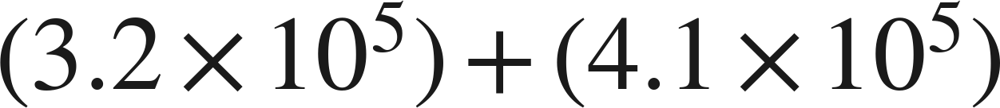 (3.2 × 10⁵) + (4.1 × 10⁵)